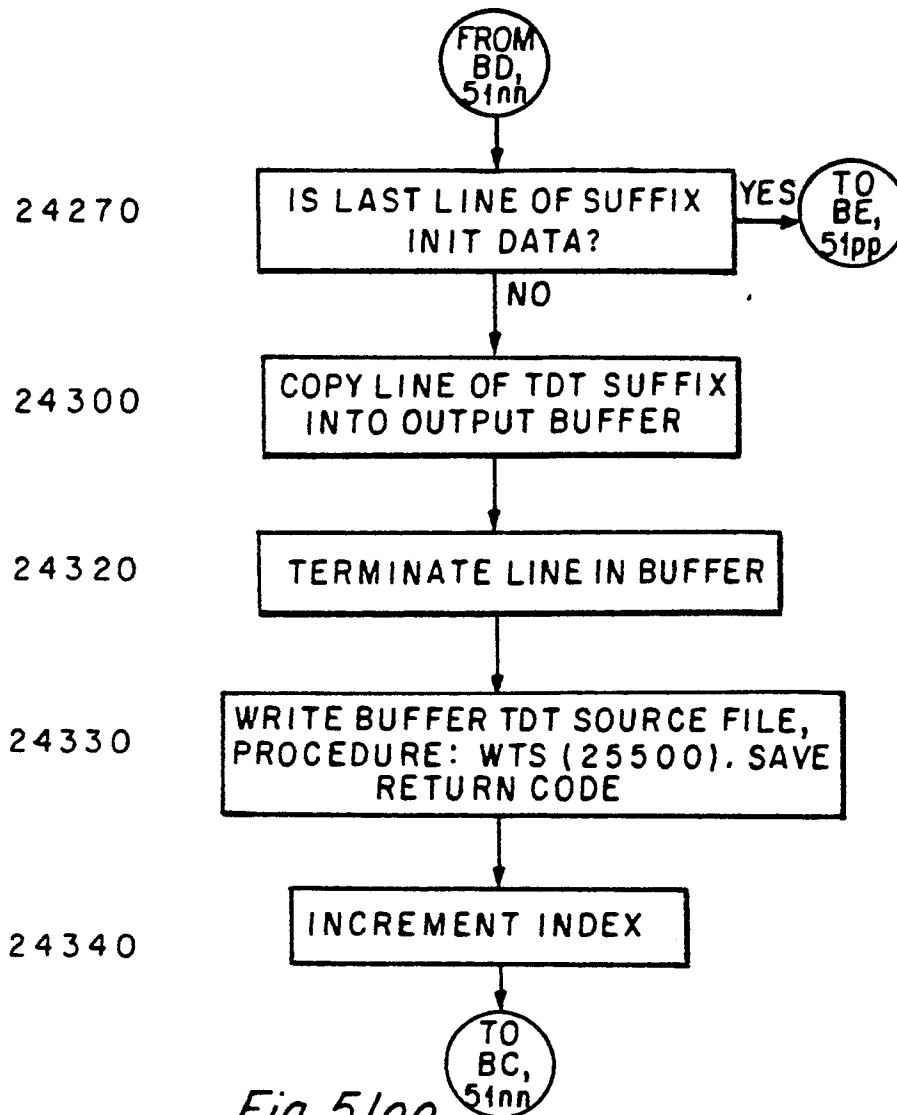 FROM
BD,
51nn
24270
IS LAST LINE OF SUFFIX
INIT DATA?
YES
TO
BE,
51pp
NO
24300
COPY LINE OF TDT SUFFIX
INTO OUTPUT BUFFER
24320
TERMINATE LINE IN BUFFER
24330
WRITE BUFFER TDT SOURCE FILE,
PROCEDURE: WTS (25500). SAVE
RETURN CODE
24340
INCREMENT INDEX
TO
BC,
51nn